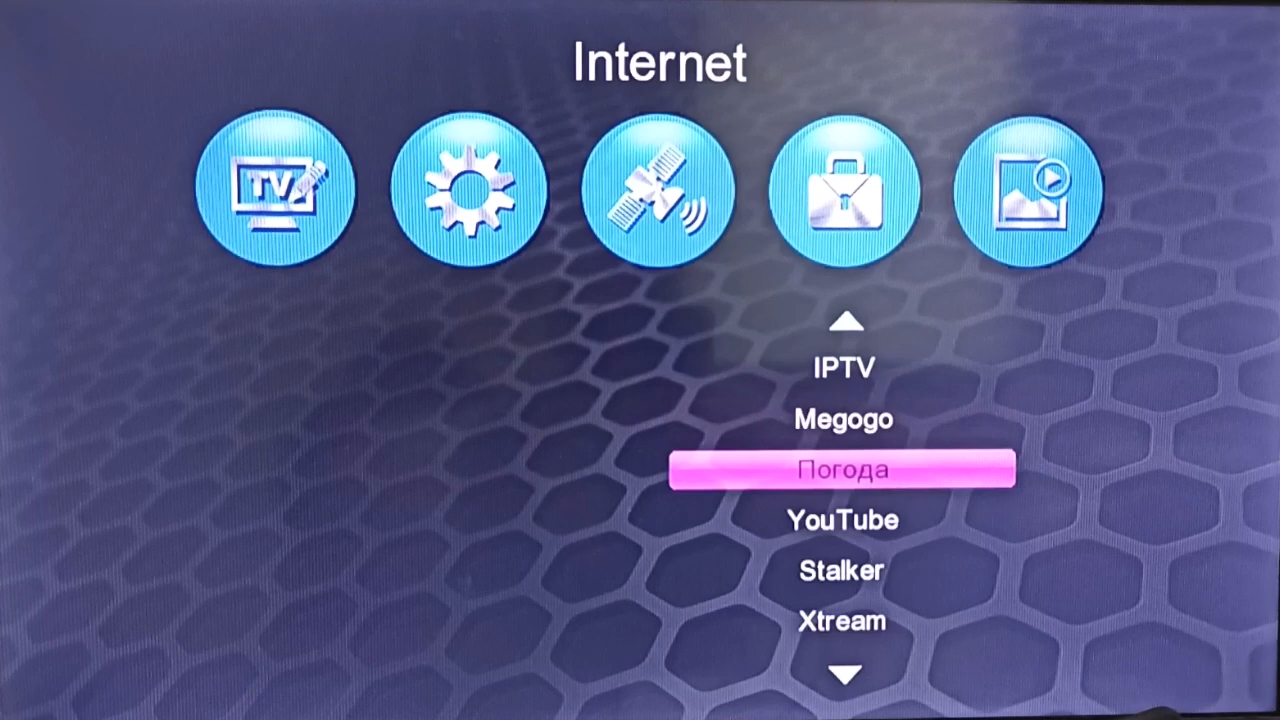 Internet
TV
IPTV
Megogo
Погода
YouTube
Stalker
Xtream